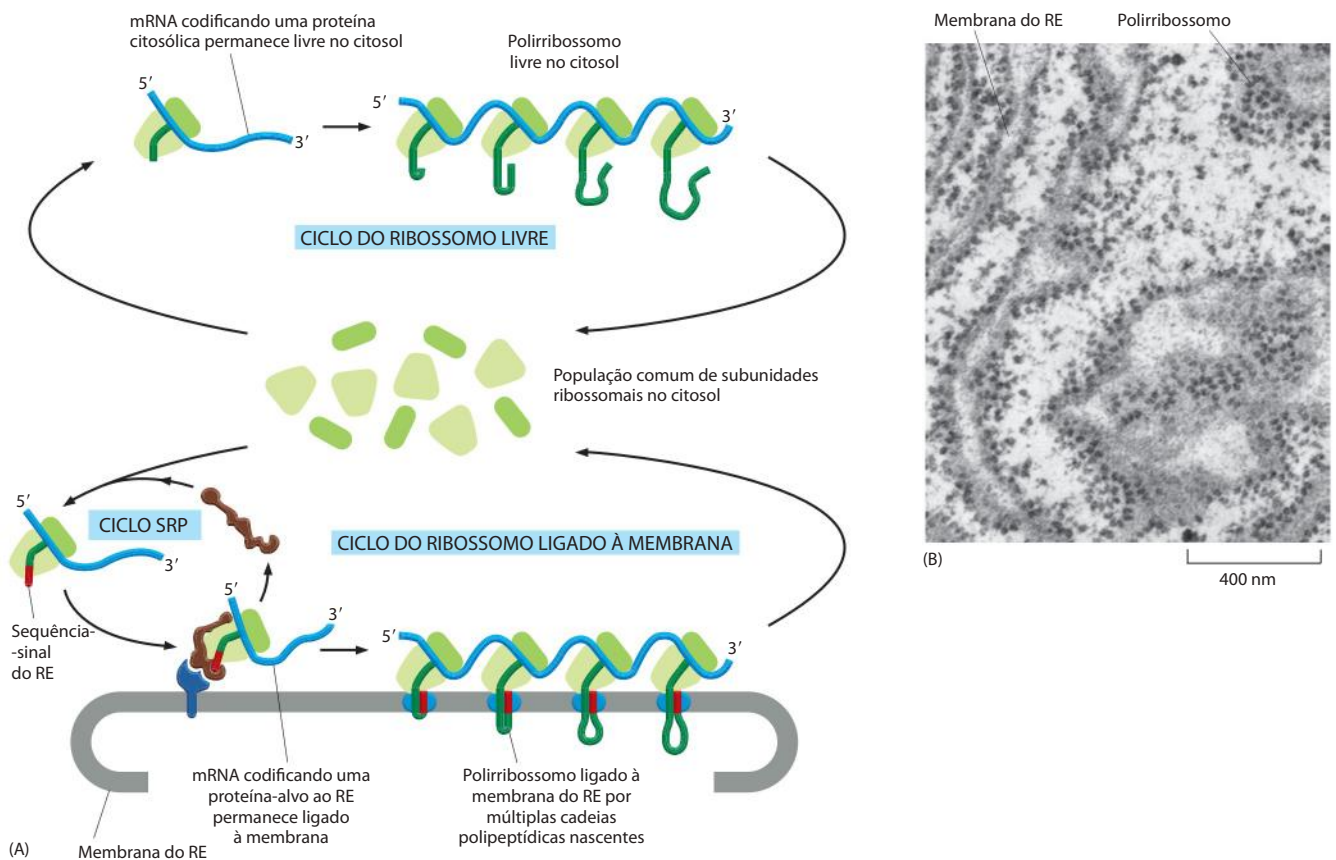 mRNA codificando uma proteína
citosólica permanece livre no citosol
5′
3′
Polirribossomo
livre no citosol
5′
3′
CICLO DO RIBOSSOMO LIVRE
População comum de subunidades
ribossomais no citosol
5′
3′
CICLO SRP
Sequência-
-sinal
do RE
CICLO DO RIBOSSOMO LIGADO À MEMBRANA
5′
3′
5′
3′
mRNA codificando uma
proteína-alvo ao RE
permanece ligado
à membrana
Polirribossomo ligado à
membrana do RE por
múltiplas cadeias
polipeptídicas nascentes
(A)
Membrana do RE
Membrana do RE
Polirribossomo
(B)
400 nm